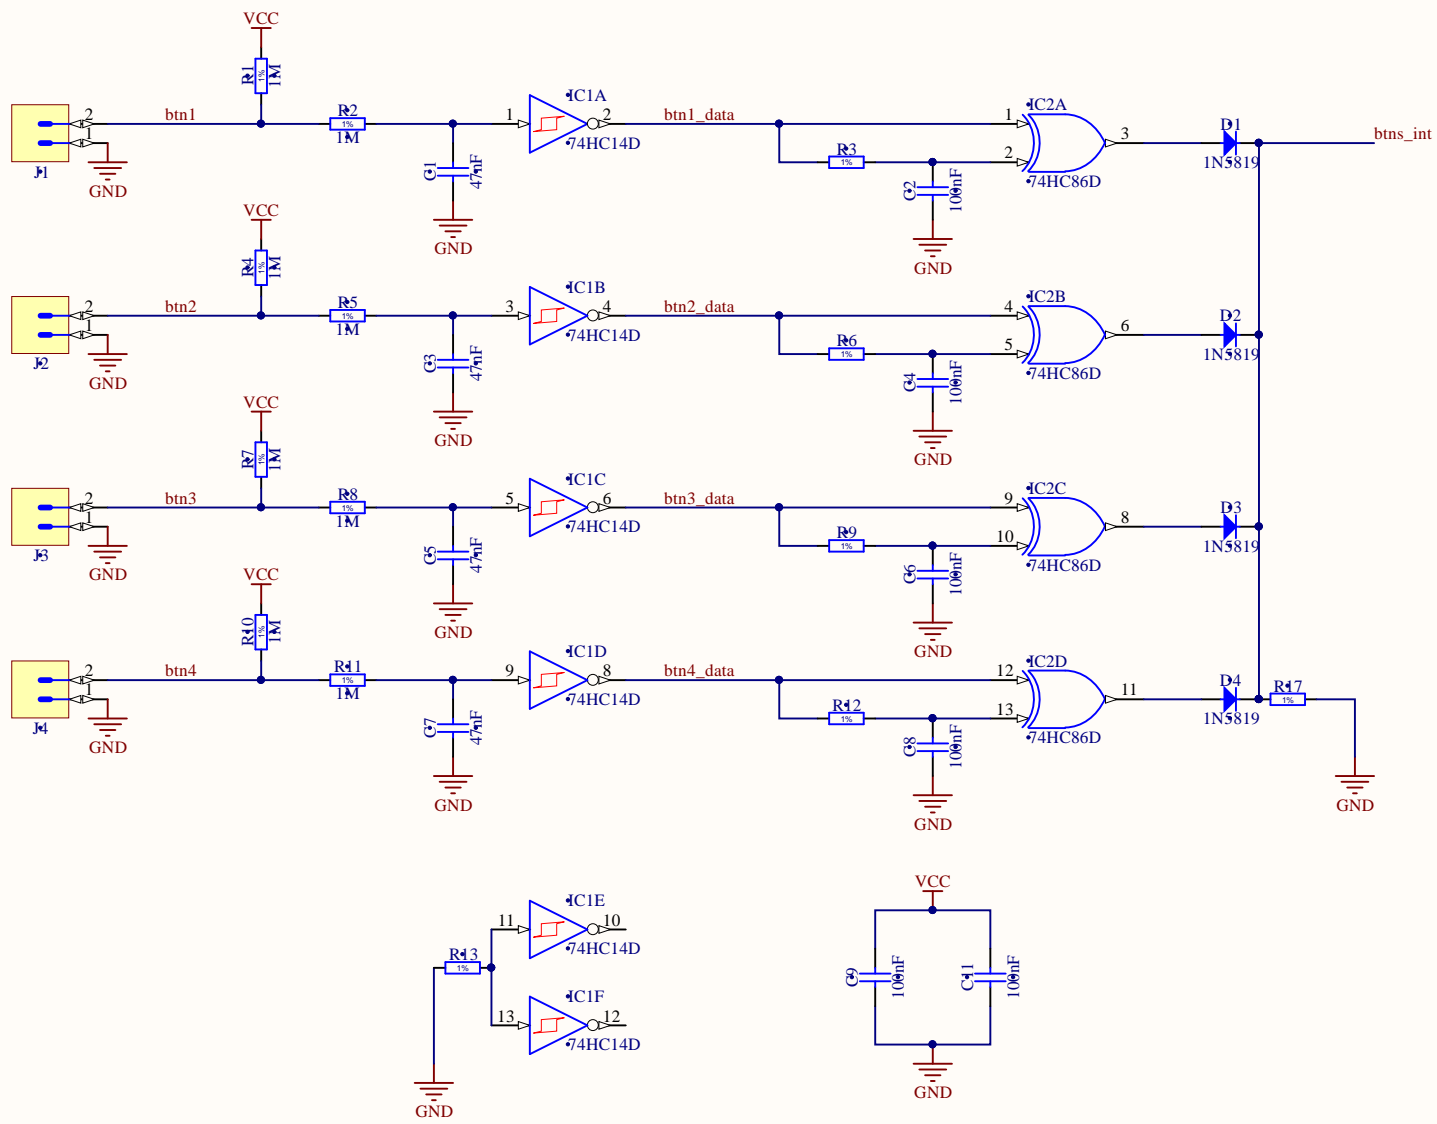 VCC
R1
1%
1M
2
1
J1
GND
btn1
R2
1%
1M
C1
47nF
GND
1
IC1A
2
74HC14D
btn1_data
R3
1%
C2
100nF
GND
1
2
IC2A
3
74HC86D
D1
1N5819
btns_int
VCC
R4
1%
1M
2
1
J2
GND
btn2
R5
1%
1M
C3
47nF
GND
3
IC1B
4
74HC14D
btn2_data
R6
1%
C4
100nF
GND
4
5
IC2B
6
74HC86D
D2
1N5819
VCC
R7
1%
1M
2
1
J3
GND
btn3
R8
1%
1M
C5
47nF
GND
5
IC1C
6
74HC14D
btn3_data
R9
1%
C6
100nF
GND
9
10
IC2C
8
74HC86D
D3
1N5819
VCC
R10
1%
1M
2
1
J4
GND
btn4
R11
1%
1M
C7
47nF
GND
9
IC1D
8
74HC14D
btn4_data
R12
1%
C8
100nF
GND
12
13
IC2D
11
74HC86D
D4
1N5819
R17
1%
GND
R13
1%
GND
11
IC1E
10
74HC14D
13
IC1F
12
74HC14D
VCC
C9
100nF
C11
100nF
GND